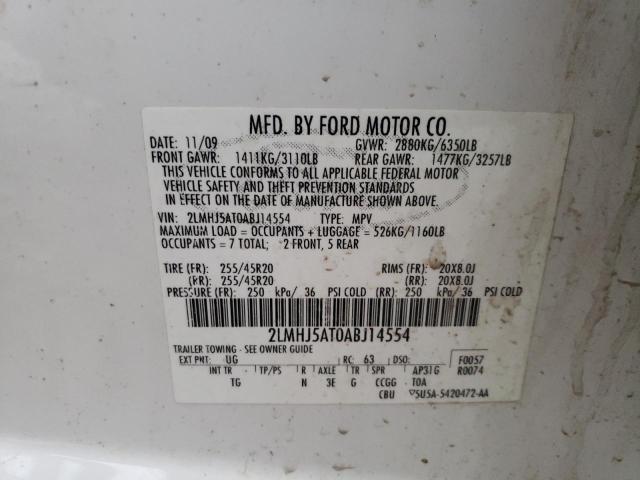 MFD. BY FORD MOTOR CO.
DATE: 11/09 GVWR: 2880KG/6350LB
FRONT GAWR: 1411KG/3110LB REAR GAWR: 1477KG/3257LB
THIS VEHICLE CONFORMS TO ALL APPLICABLE FEDERAL MOTOR
VEHICLE SAFETY AND THEFT PREVENTION STANDARDS
IN EFFECT ON THE DATE OF MANUFACTURE SHOWN ABOVE.
VIN: 2LMHJ5AT0ABJ14554 TYPE: MPV
MAXIMUM LOAD = OCCUPANTS + LUGGAGE = 526KG/1160LB
OCCUPANTS = 7 TOTAL; 2 FRONT, 5 REAR
TIRE (FR): 255/45R20 RIMS (FR): 20X8.0J
(RR): 255/45R20 (RR): 20X8.0J
PRESSURE (FR): 250 kPa/ 36 PSI COLD (RR): 250 kPa/ 36 PSI COLD
2LMHJ5AT0ABJ14554
TRAILER TOWING - SEE OWNER GUIDE
EXT PNT: UG RC: 63 DSO: F0057
INT TR TP/PS R AXLE TR SPR AP31G R0074
TG N 3E G CCGG TOA
CBU 5U5A-5420472-AA